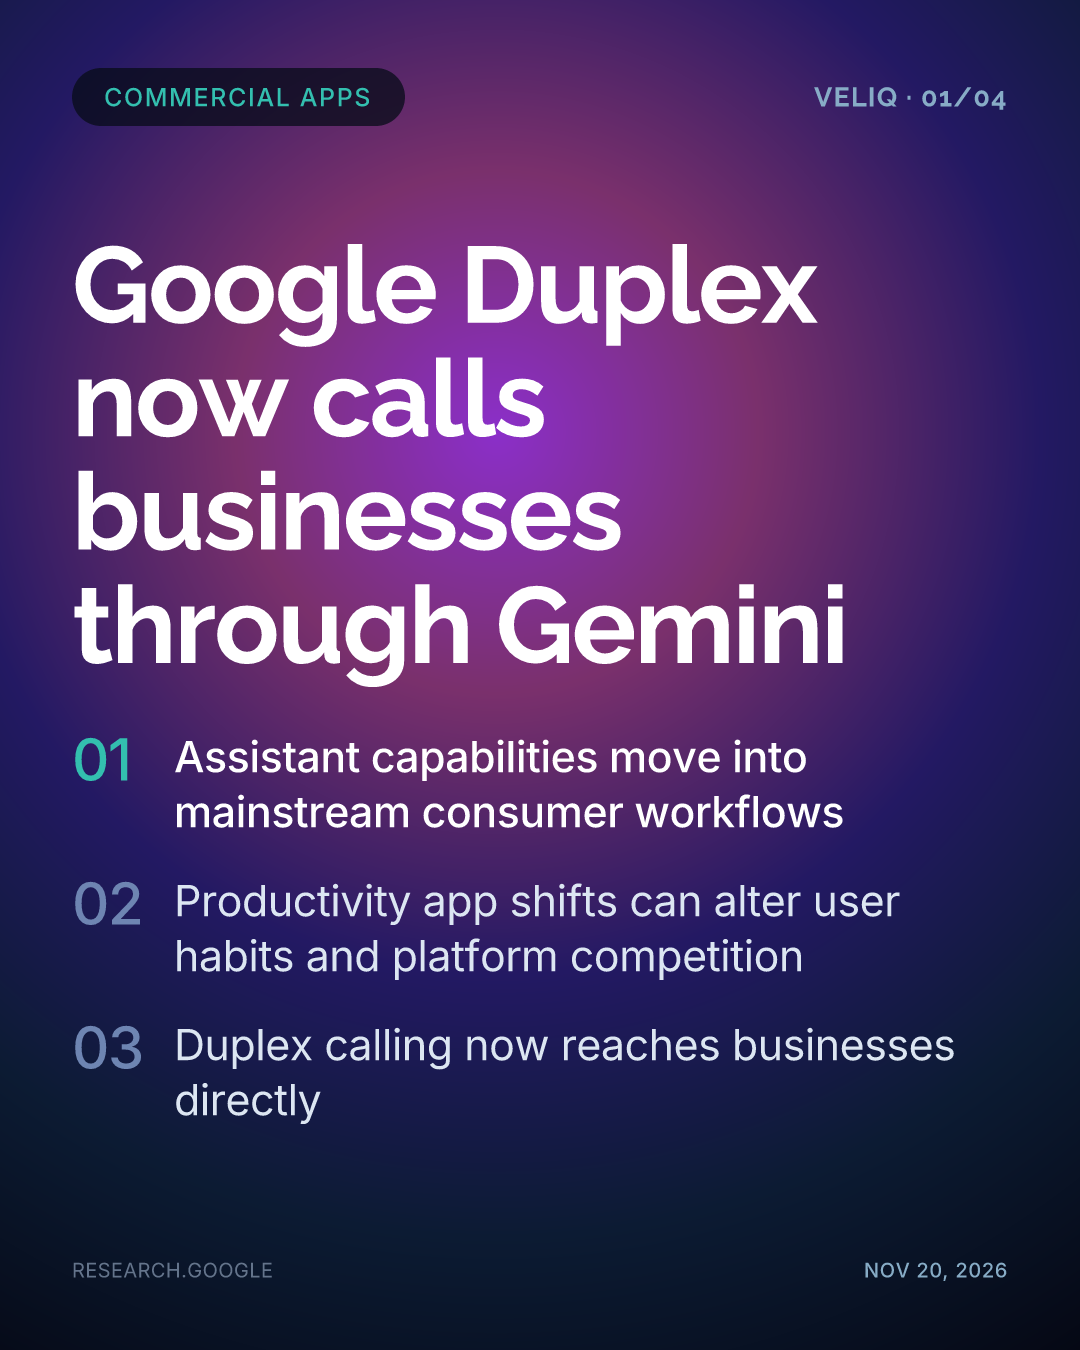 COMMERCIAL APPS
VELIQ · 01/04
Google Duplex
now calls
businesses
through Gemini
01 Assistant capabilities move into
mainstream consumer workflows
02 Productivity app shifts can alter user
habits and platform competition
03 Duplex calling now reaches businesses
directly
RESEARCH.GOOGLE
NOV 20, 2026